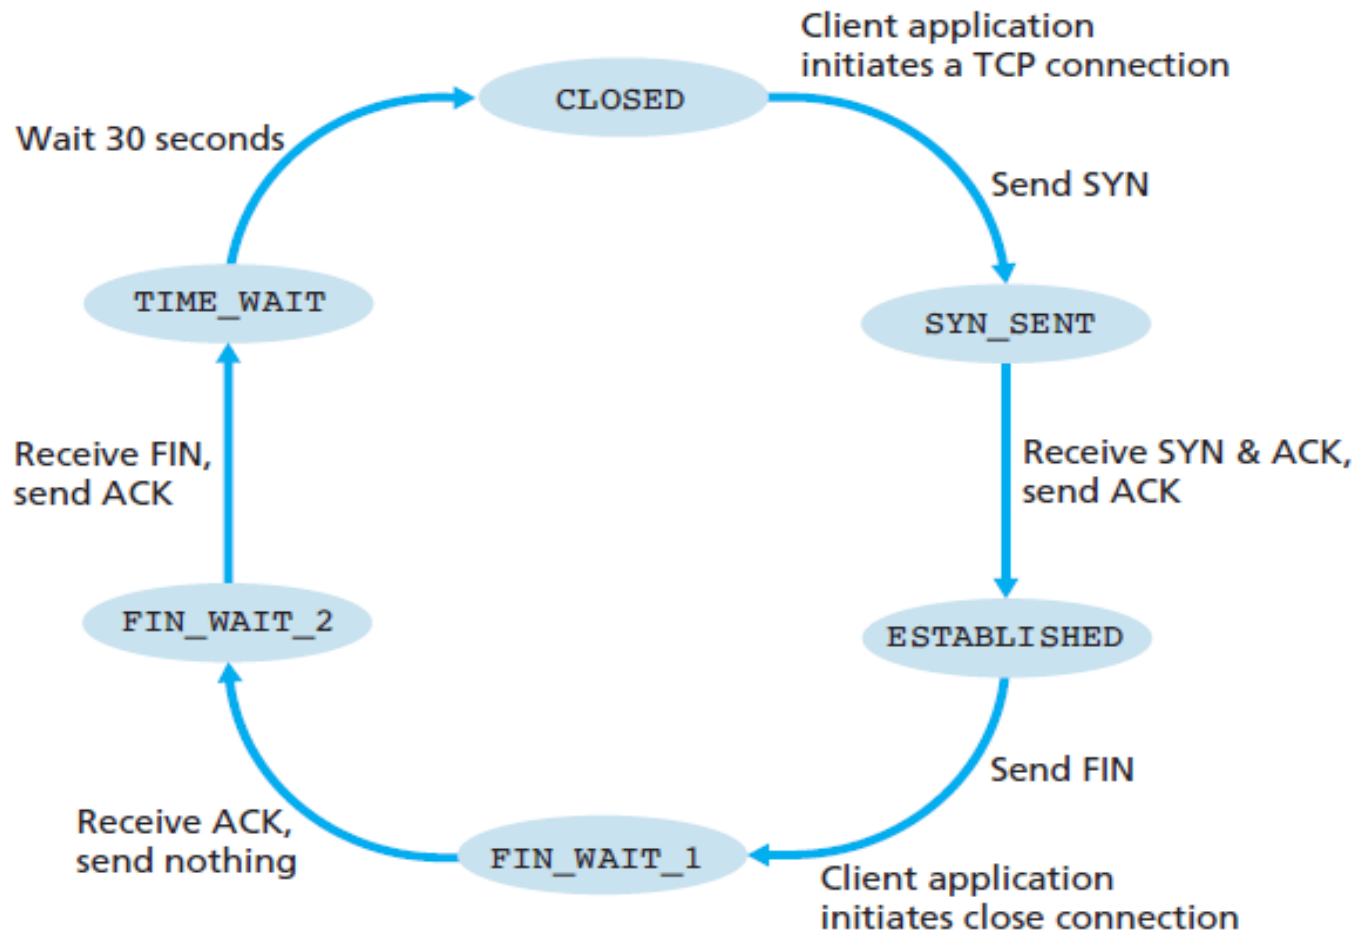 Client application
initiates a TCP connection
CLOSED
Wait 30 seconds
Send SYN
TIME_WAIT
SYN_SENT
Receive FIN,
send ACK
Receive SYN & ACK,
send ACK
FIN_WAIT_2
ESTABLISHED
Send FIN
Receive ACK,
send nothing
FIN_WAIT_1
Client application
initiates close connection